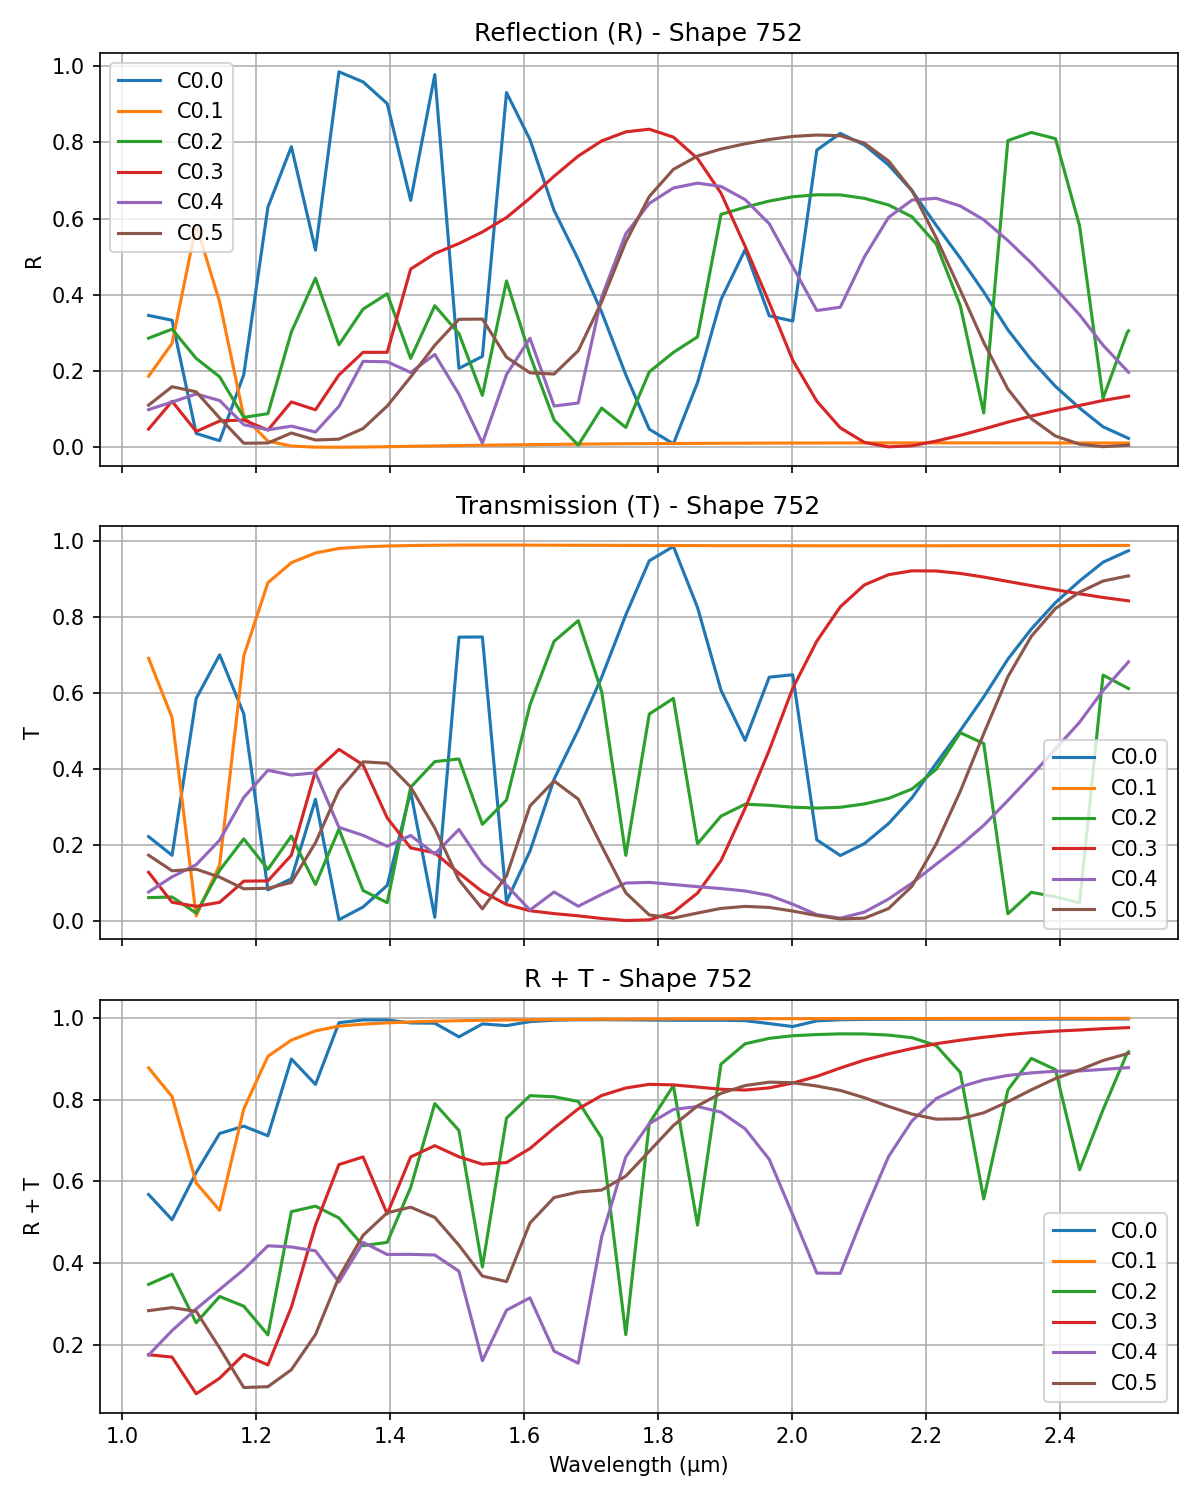 Reflection (R) - Shape 752
1.0
0.8
0.6
0.4
0.2
0.0
R
C0.0
C0.1
C0.2
C0.3
C0.4
C0.5
Transmission (T) - Shape 752
1.0
0.8
0.6
0.4
0.2
0.0
T
C0.0
C0.1
C0.2
C0.3
C0.4
C0.5
R + T - Shape 752
1.0
0.8
0.6
0.4
0.2
R + T
C0.0
C0.1
C0.2
C0.3
C0.4
C0.5
1.0 1.2 1.4 1.6 1.8 2.0 2.2 2.4
Wavelength (μm)